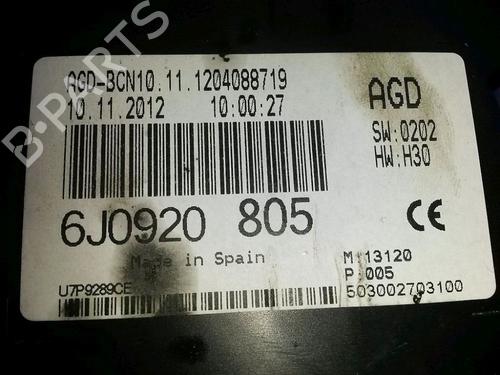 AGD-BCN10.11.1204088719
10.11.2012 10:00:27
AGD
SW:0202
HW:H30
6J0920 805
CE
Made in Spain
M:13120
P:005
U7P9289CE
503002703100
B-PARTS